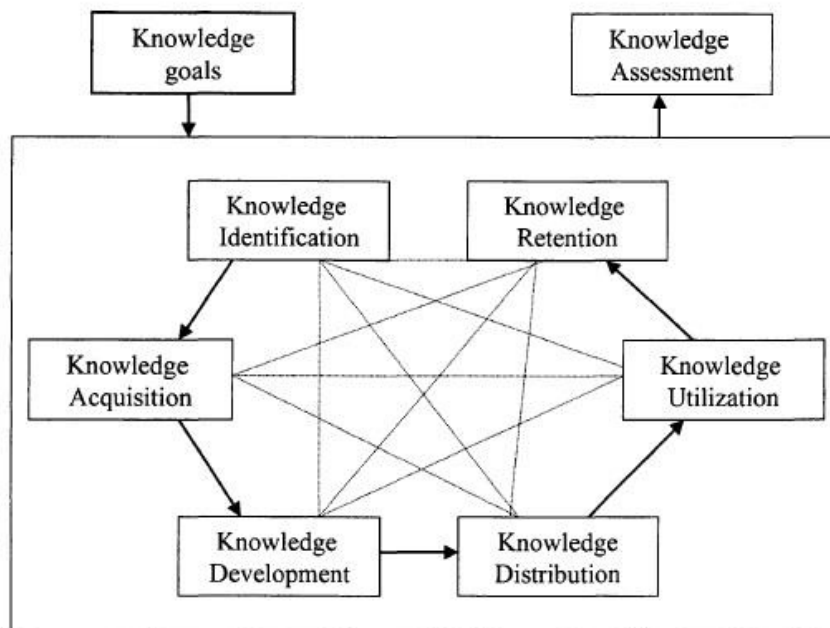 Knowledge
goals
Knowledge
Assessment
Knowledge
Identification
Knowledge
Retention
Knowledge
Acquisition
Knowledge
Utilization
Knowledge
Development
Knowledge
Distribution